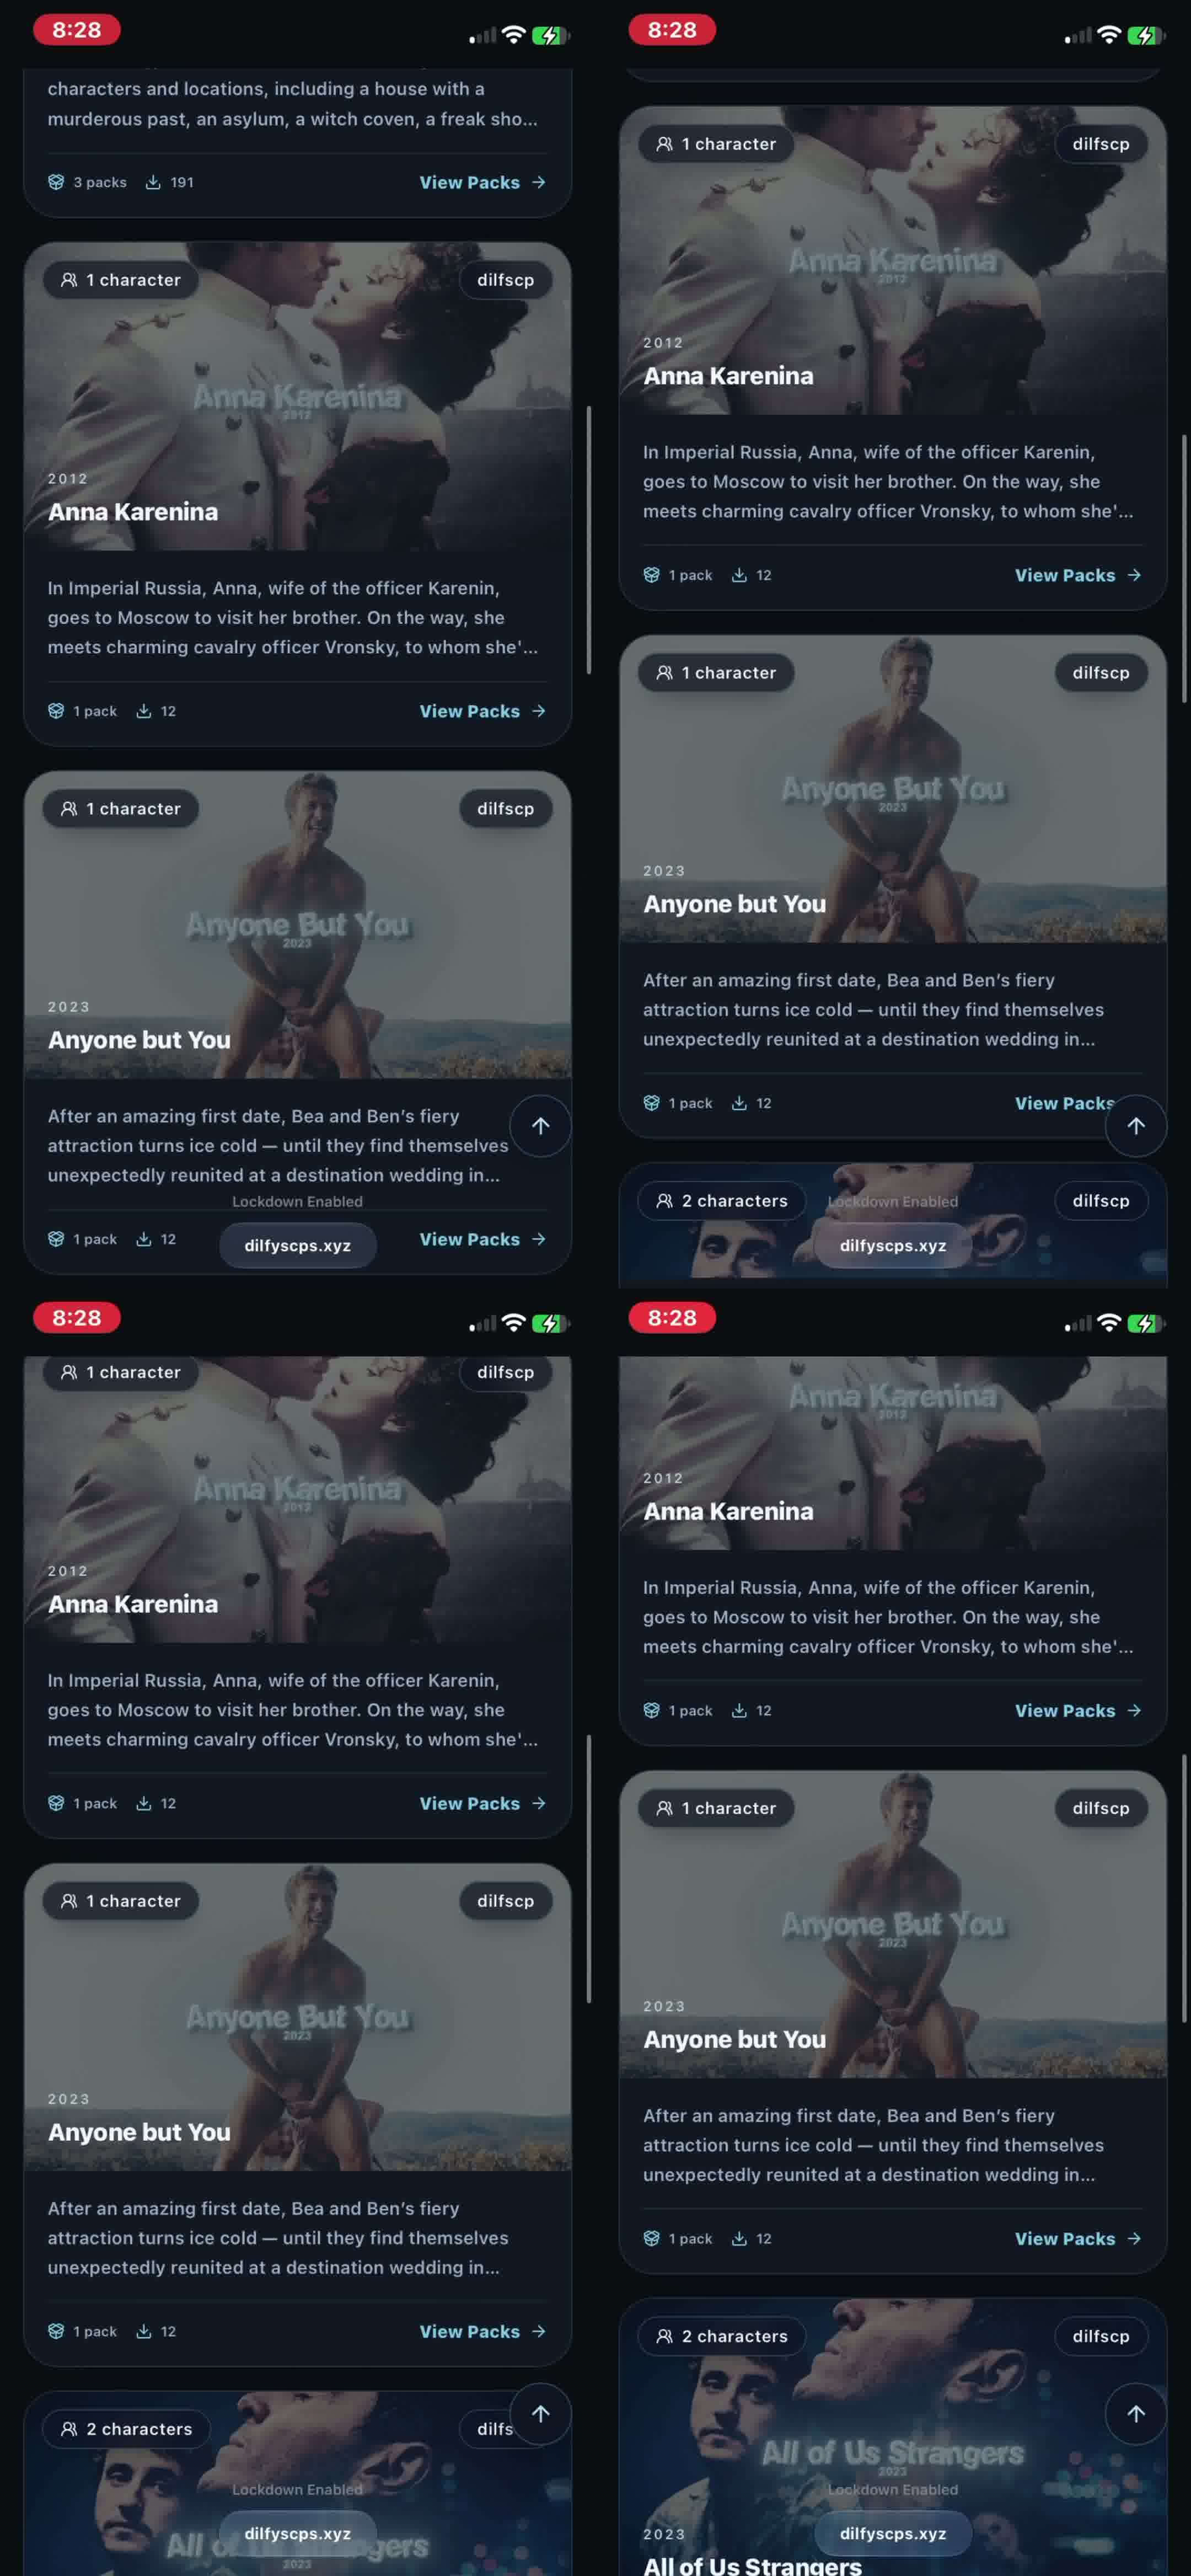 8:28
characters and locations, including a house with a
murderous past, an asylum, a witch coven, a freak sho...
3 packs 191 View Packs
1 character dilfscp
Anna Karenina
2012
2012
Anna Karenina
In Imperial Russia, Anna, wife of the officer Karenin,
goes to Moscow to visit her brother. On the way, she
meets charming cavalry officer Vronsky, to whom she'...
1 pack 12 View Packs
1 character dilfscp
Anyone But You
2023
2023
Anyone but You
After an amazing first date, Bea and Ben’s fiery
attraction turns ice cold — until they find themselves
unexpectedly reunited at a destination wedding in...
Lockdown Enabled
1 pack 12 View Packs
dilfyscps.xyz
8:28
1 character dilfscp
Anna Karenina
2012
2012
Anna Karenina
In Imperial Russia, Anna, wife of the officer Karenin,
goes to Moscow to visit her brother. On the way, she
meets charming cavalry officer Vronsky, to whom she'...
1 pack 12 View Packs
1 character dilfscp
Anyone But You
2023
2023
Anyone but You
After an amazing first date, Bea and Ben’s fiery
attraction turns ice cold — until they find themselves
unexpectedly reunited at a destination wedding in...
1 pack 12 View Packs
2 characters Lockdown Enabled dilfscp
dilfyscps.xyz
8:28
1 character dilfscp
Anna Karenina
2012
2012
Anna Karenina
In Imperial Russia, Anna, wife of the officer Karenin,
goes to Moscow to visit her brother. On the way, she
meets charming cavalry officer Vronsky, to whom she'...
1 pack 12 View Packs
1 character dilfscp
Anyone But You
2023
2023
Anyone but You
After an amazing first date, Bea and Ben’s fiery
attraction turns ice cold — until they find themselves
unexpectedly reunited at a destination wedding in...
1 pack 12 View Packs
2 characters dilfs
Lockdown Enabled
dilfyscps.xyz
All of gers
2023
8:28
Anna Karenina
2012
2012
Anna Karenina
In Imperial Russia, Anna, wife of the officer Karenin,
goes to Moscow to visit her brother. On the way, she
meets charming cavalry officer Vronsky, to whom she'...
1 pack 12 View Packs
1 character dilfscp
Anyone But You
2023
2023
Anyone but You
After an amazing first date, Bea and Ben’s fiery
attraction turns ice cold — until they find themselves
unexpectedly reunited at a destination wedding in...
1 pack 12 View Packs
2 characters dilfscp
All of Us Strangers
2023
Lockdown Enabled
2023
dilfyscps.xyz
All of Us Strangers